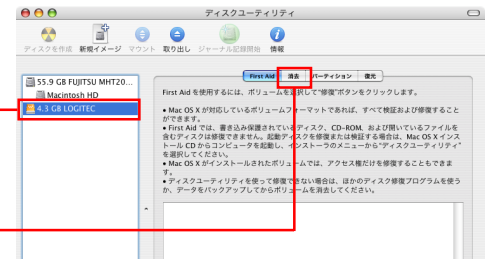 ディスクユーティリティ
ディスクを作成 新規イメージ マウント 取り出し ジャーナル記録開始 情報
55.9 GB FUJITSU MHT20...
Macintosh HD
4.3 GB LOGITEC
First Aid 消去 パーティション 復元
First Aid を使用するには、ボリュームを選択して"修復"ボタンをクリックします。
• Mac OS X が対応しているボリュームフォーマットであれば、すべて検証および修復すること
ができます。
• First Aid では、書き込み保護されているディスク、CD-ROM、および開いているファイルを
含むディスクは修復できません。起動ディスクを修復または検証する場合は、Mac OS X インス
トール CD からコンピュータを起動し、インストーラのメニューから"ディスクユーティリティ"
を選択してください。
• Mac OS X がインストールされたボリュームでは、アクセス権だけを修復することもできま
す。
• ディスクユーティリティを使って修復できない場合は、ほかのディスク修復プログラムを使う
か、データをバックアップしてからボリュームを消去してください。